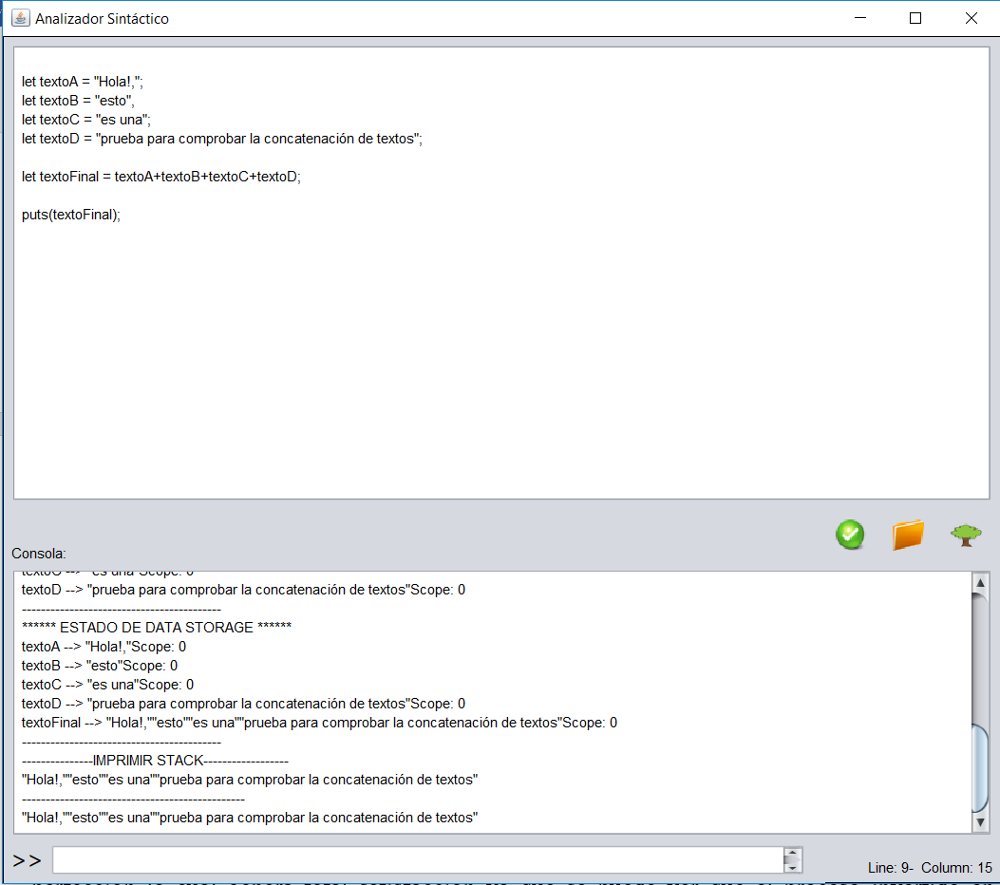 Analizador Sintáctico
let textoA = "Hola!,";
let textoB = "esto",
let textoC = "es una";
let textoD = "prueba para comprobar la concatenación de textos";
let textoFinal = textoA+textoB+textoC+textoD;
puts(textoFinal);
Consola:
textoC --> "es una"Scope: 0
textoD --> "prueba para comprobar la concatenación de textos"Scope: 0
------------------------------------------
****** ESTADO DE DATA STORAGE ******
textoA --> "Hola!,"Scope: 0
textoB --> "esto"Scope: 0
textoC --> "es una"Scope: 0
textoD --> "prueba para comprobar la concatenación de textos"Scope: 0
textoFinal --> "Hola!,""esto""es una""prueba para comprobar la concatenación de textos"Scope: 0
------------------------------------------
---------------IMPRIMIR STACK------------------
"Hola!,""esto""es una""prueba para comprobar la concatenación de textos"
-----------------------------------------------
"Hola!,""esto""es una""prueba para comprobar la concatenación de textos"
>>
Line: 9- Column: 15